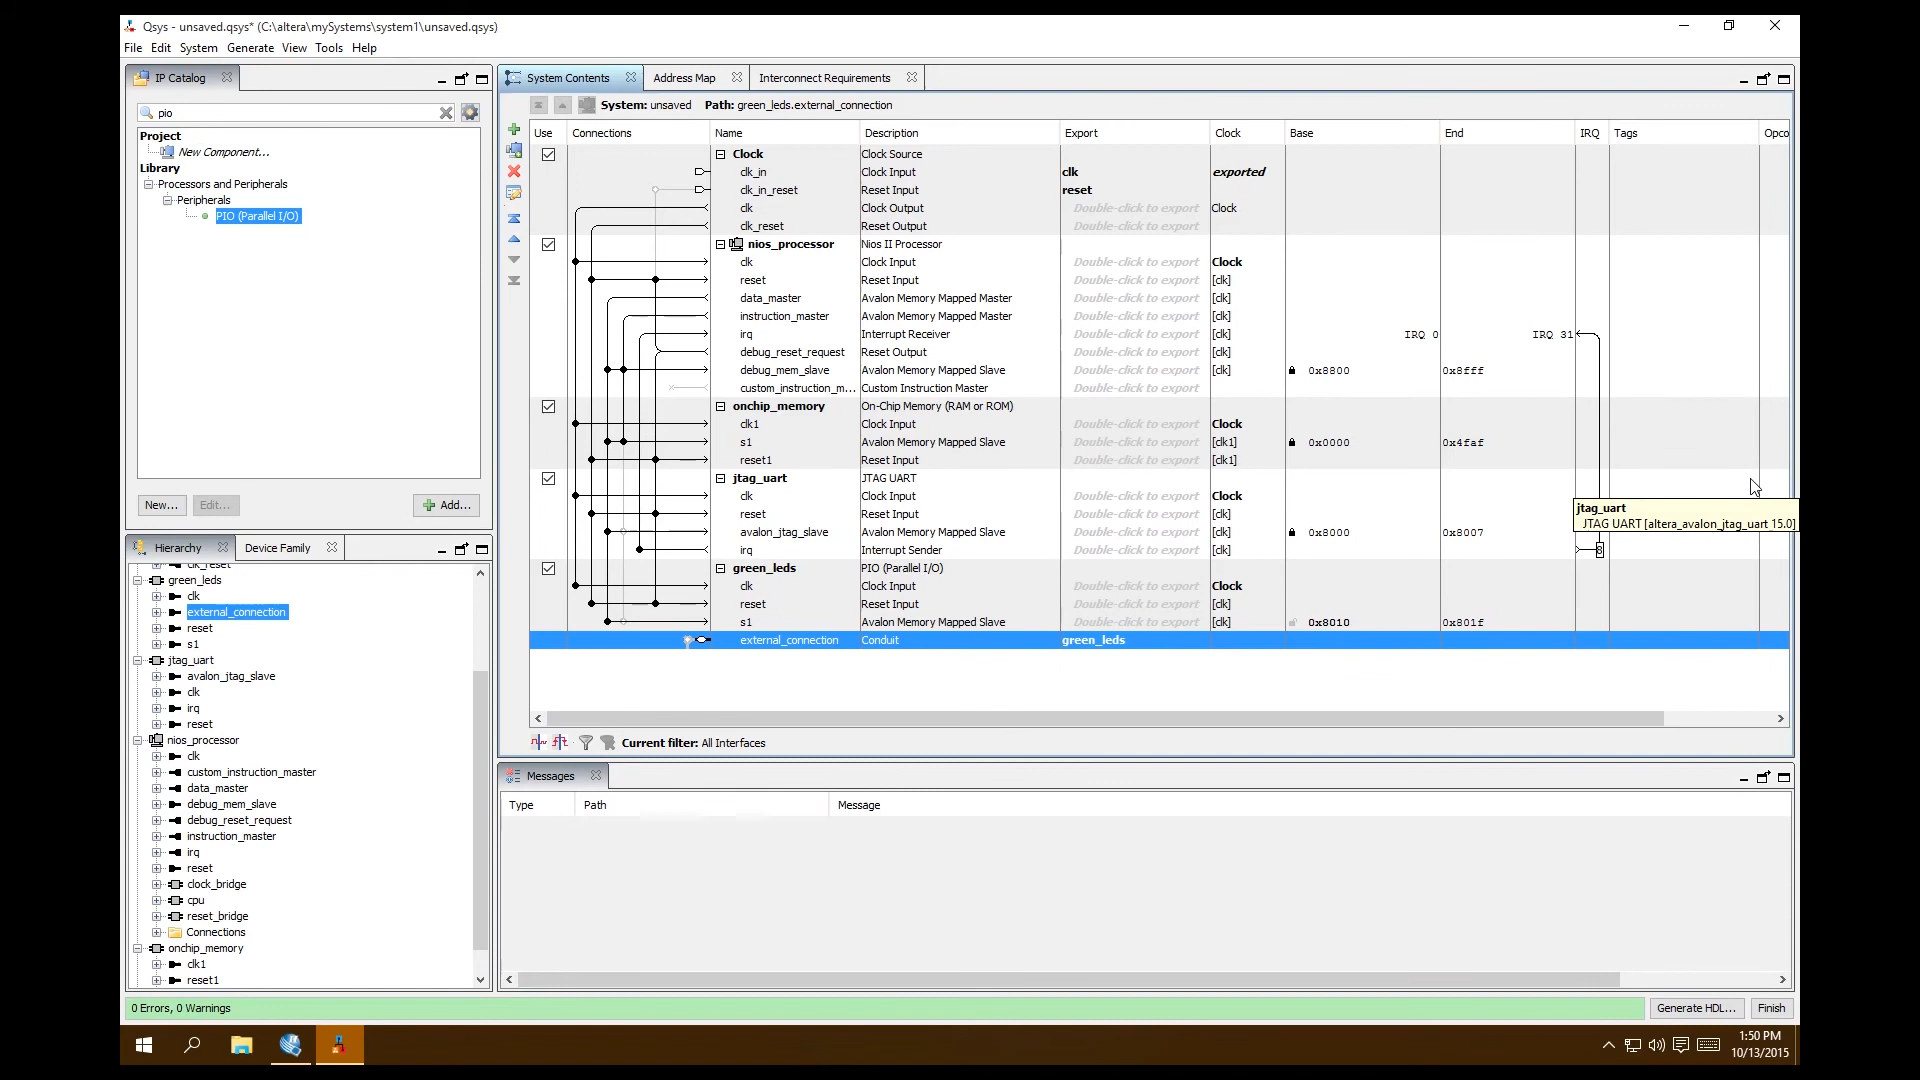 Qsys - unsaved.qsys* (C:\altera\mySystems\system1\unsaved.qsys)
File Edit System Generate View Tools Help
IP Catalog
pio
Project
New Component...
Library
Processors and Peripherals
Peripherals
PIO (Parallel I/O)
New... Edit... Add...
Hierarchy Device Family
clk_reset
green_leds
clk
external_connection
reset
s1
jtag_uart
avalon_jtag_slave
clk
irq
reset
nios_processor
clk
custom_instruction_master
data_master
debug_mem_slave
debug_reset_request
instruction_master
irq
reset
clock_bridge
cpu
reset_bridge
Connections
onchip_memory
clk1
reset1
System Contents Address Map Interconnect Requirements
System: unsaved Path: green_leds.external_connection
Use Connections Name Description Export Clock Base End IRQ Tags Opco
Clock Clock Source
clk_in Clock Input clk exported
clk_in_reset Reset Input reset
clk Clock Output Double-click to export Clock
clk_reset Reset Output Double-click to export
nios_processor Nios II Processor
clk Clock Input Double-click to export Clock
reset Reset Input Double-click to export [clk]
data_master Avalon Memory Mapped Master Double-click to export [clk]
instruction_master Avalon Memory Mapped Master Double-click to export [clk]
irq Interrupt Receiver Double-click to export [clk] IRQ 0 IRQ 31
debug_reset_request Reset Output Double-click to export [clk]
debug_mem_slave Avalon Memory Mapped Slave Double-click to export [clk] 0x8800 0x8fff
custom_instruction_m... Custom Instruction Master Double-click to export
onchip_memory On-Chip Memory (RAM or ROM)
clk1 Clock Input Double-click to export Clock
s1 Avalon Memory Mapped Slave Double-click to export [clk1] 0x0000 0x4faf
reset1 Reset Input Double-click to export [clk1]
jtag_uart JTAG UART
clk Clock Input Double-click to export Clock
reset Reset Input Double-click to export [clk]
avalon_jtag_slave Avalon Memory Mapped Slave Double-click to export [clk] 0x8000 0x8007
irq Interrupt Sender Double-click to export [clk] 8
green_leds PIO (Parallel I/O)
clk Clock Input Double-click to export Clock
reset Reset Input Double-click to export [clk]
s1 Avalon Memory Mapped Slave Double-click to export [clk] 0x8010 0x801f
external_connection Conduit green_leds
jtag_uart
JTAG UART [altera_avalon_jtag_uart 15.0]
Current filter: All Interfaces
Messages
Type Path Message
0 Errors, 0 Warnings
Generate HDL... Finish
1:50 PM
10/13/2015